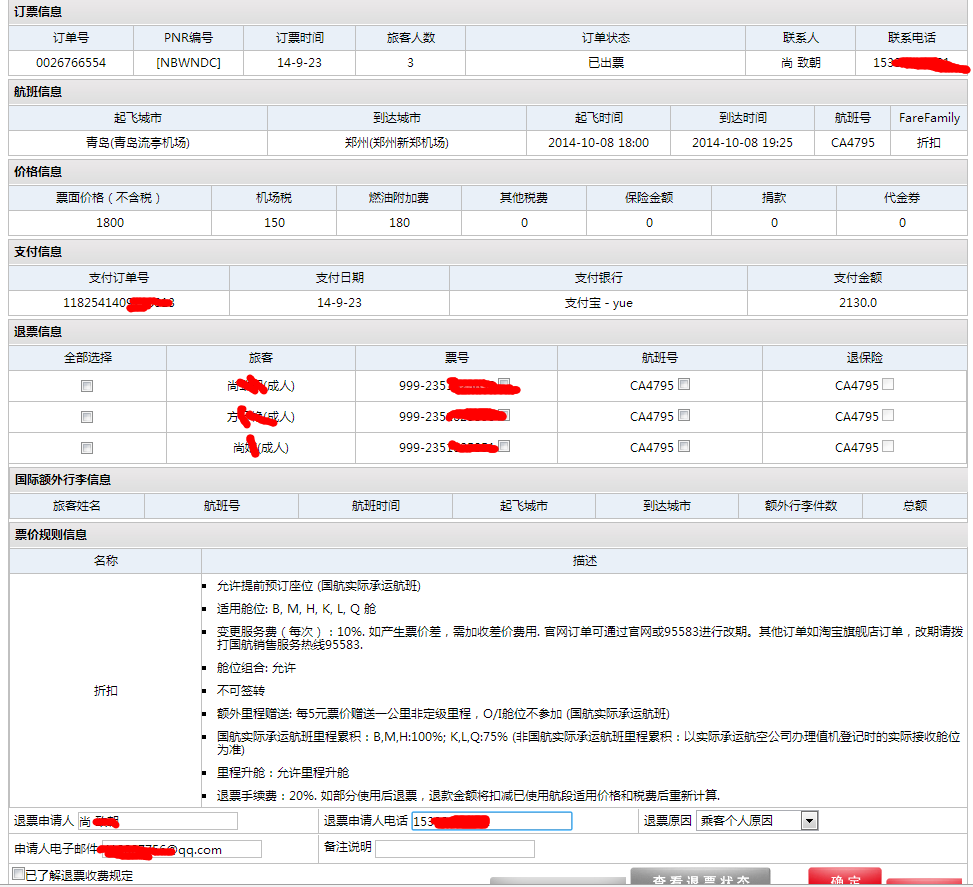 订票信息
订单号 PNR编号 订票时间 旅客人数 订单状态 联系人 联系电话
0026766554 [NBWNDC] 14-9-23 3 已出票 尚 致朝 153
航班信息
起飞城市 到达城市 起飞时间 到达时间 航班号 FareFamily
青岛(青岛流亭机场) 郑州(郑州新郑机场) 2014-10-08 18:00 2014-10-08 19:25 CA4795 折扣
价格信息
票面价格（不含税） 机场税 燃油附加费 其他税费 保险金额 捐款 代金券
1800 150 180 0 0 0 0
支付信息
支付订单号 支付日期 支付银行 支付金额
1182541409 14-9-23 支付宝 - yue 2130.0
退票信息
全部选择 旅客 票号 航班号 退保险
尚 (成人) 999-235 CA4795 CA4795
方 (成人) 999-235 CA4795 CA4795
尚 (成人) 999-235 CA4795 CA4795
国际额外行李信息
旅客姓名 航班号 航班时间 起飞城市 到达城市 额外行李件数 总额
票价规则信息
名称 描述
折扣
▪ 允许提前预订座位 (国航实际承运航班)
▪ 适用舱位: B, M, H, K, L, Q 舱
▪ 变更服务费（每次）：10%. 如产生票价差，需加收差价费用. 官网订单可通过官网或95583进行改期。其他订单如淘宝旗舰店订单，改期请拨
打国航销售服务热线95583.
▪ 舱位组合: 允许
▪ 不可签转
▪ 额外里程赠送: 每5元票价赠送一公里非定级里程，O/I舱位不参加 (国航实际承运航班)
▪ 国航实际承运航班里程累积：B,M,H:100%; K,L,Q:75% (非国航实际承运航班里程累积：以实际承运航空公司办理值机登记时的实际接收舱位
为准)
▪ 里程升舱：允许里程升舱
▪ 退票手续费：20%. 如部分使用后退票，退款金额将扣减已使用航段适用价格和税费后重新计算.
退票申请人 尚 退票申请人电话 153 退票原因 乘客个人原因
申请人电子邮件 @qq.com 备注说明
已了解退票收费规定
查看退票状态 确定